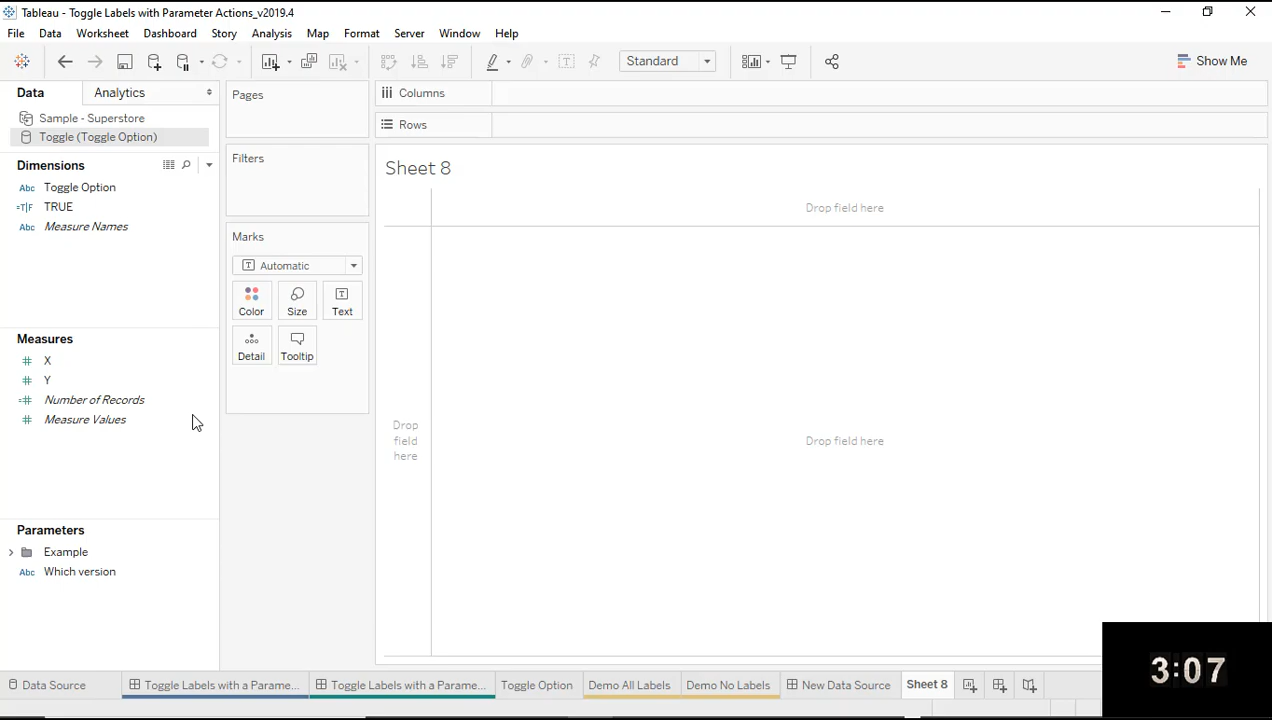 Tableau - Toggle Labels with Parameter Actions_v2019.4
File Data Worksheet Dashboard Story Analysis Map Format Server Window Help
Standard
Show Me
Data Analytics
Sample - Superstore
Toggle (Toggle Option)
Dimensions
Abc Toggle Option
=T|F TRUE
Abc Measure Names
Measures
# X
# Y
=# Number of Records
# Measure Values
Parameters
Example
Abc Which version
Pages
Filters
Marks
T Automatic
Color Size Text
Detail Tooltip
Columns
Rows
Sheet 8
Drop field here
Drop
field
here
Drop field here
Data Source Toggle Labels with a Parame... Toggle Labels with a Parame... Toggle Option Demo All Labels Demo No Labels New Data Source Sheet 8
3:07